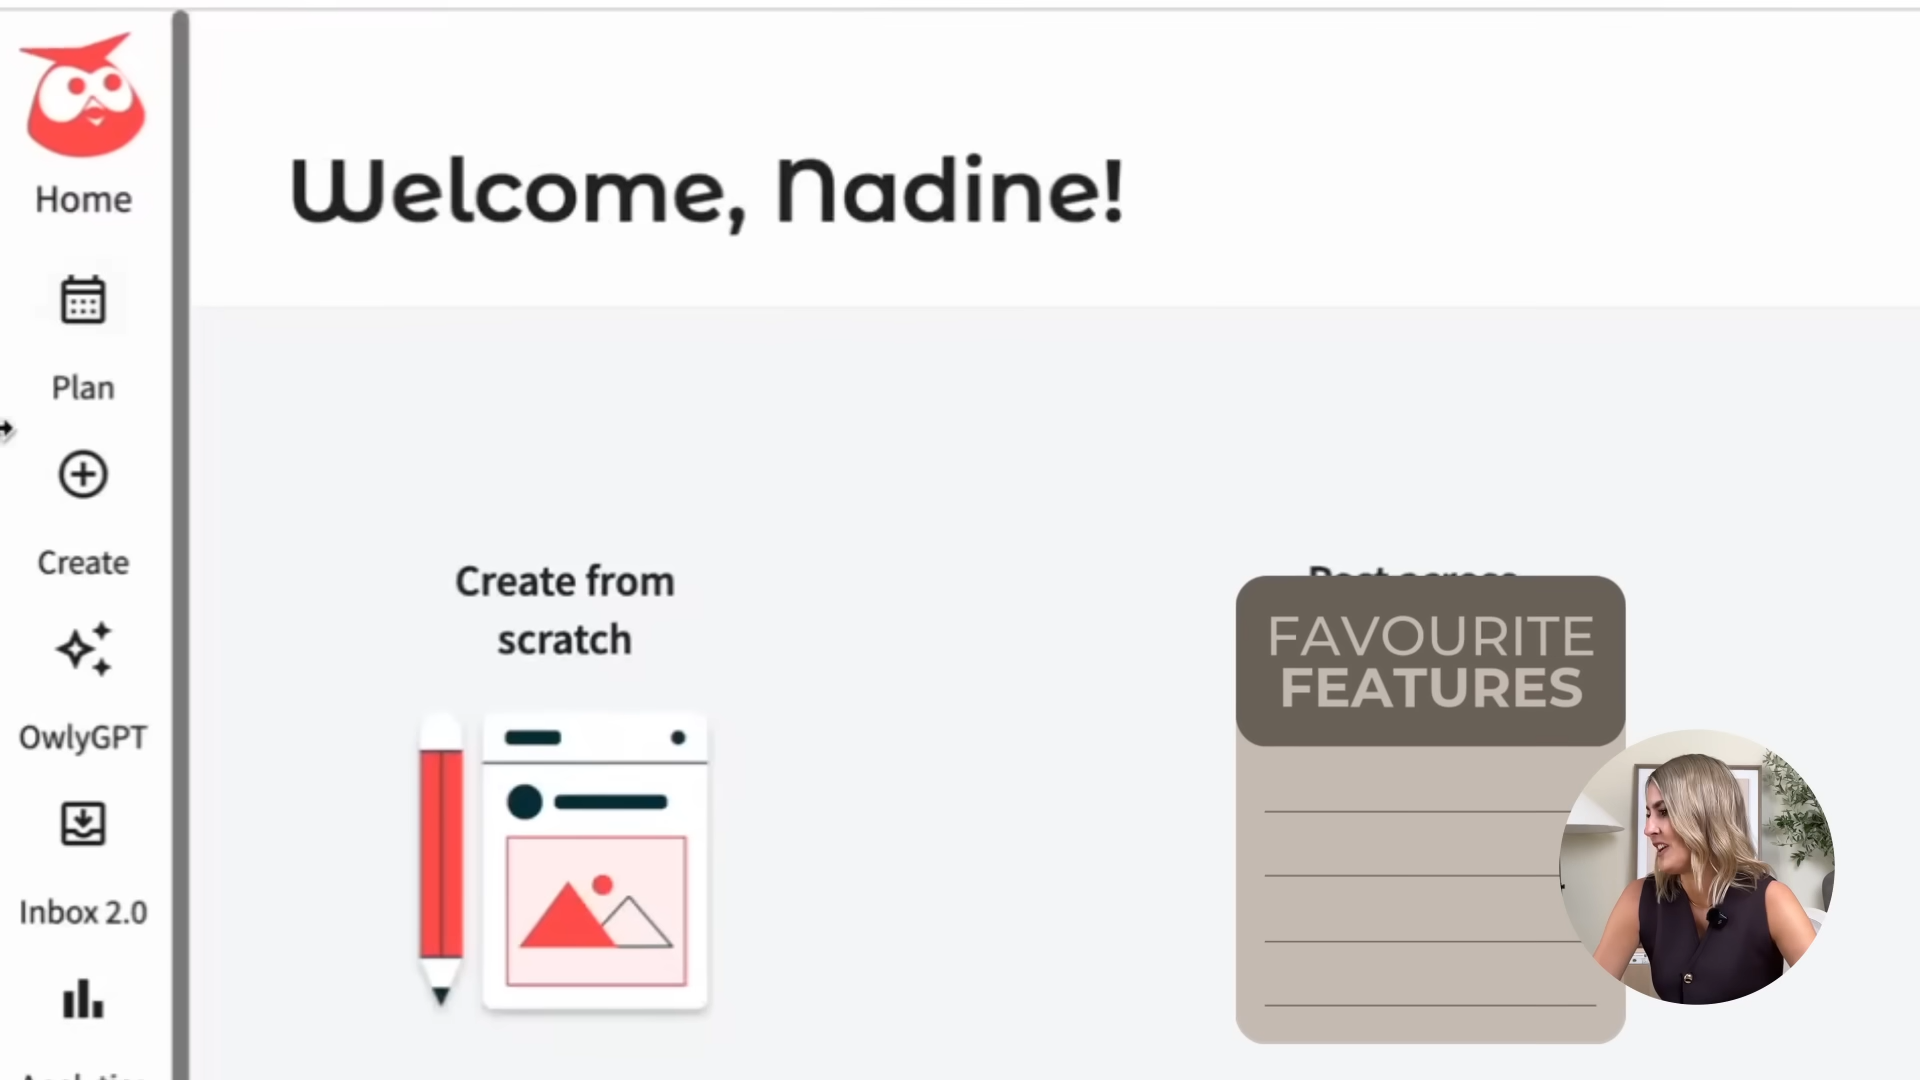 Home
Welcome, Nadine!
Plan
Create
OwlyGPT
Inbox 2.0
Create from
scratch
FAVOURITE
FEATURES